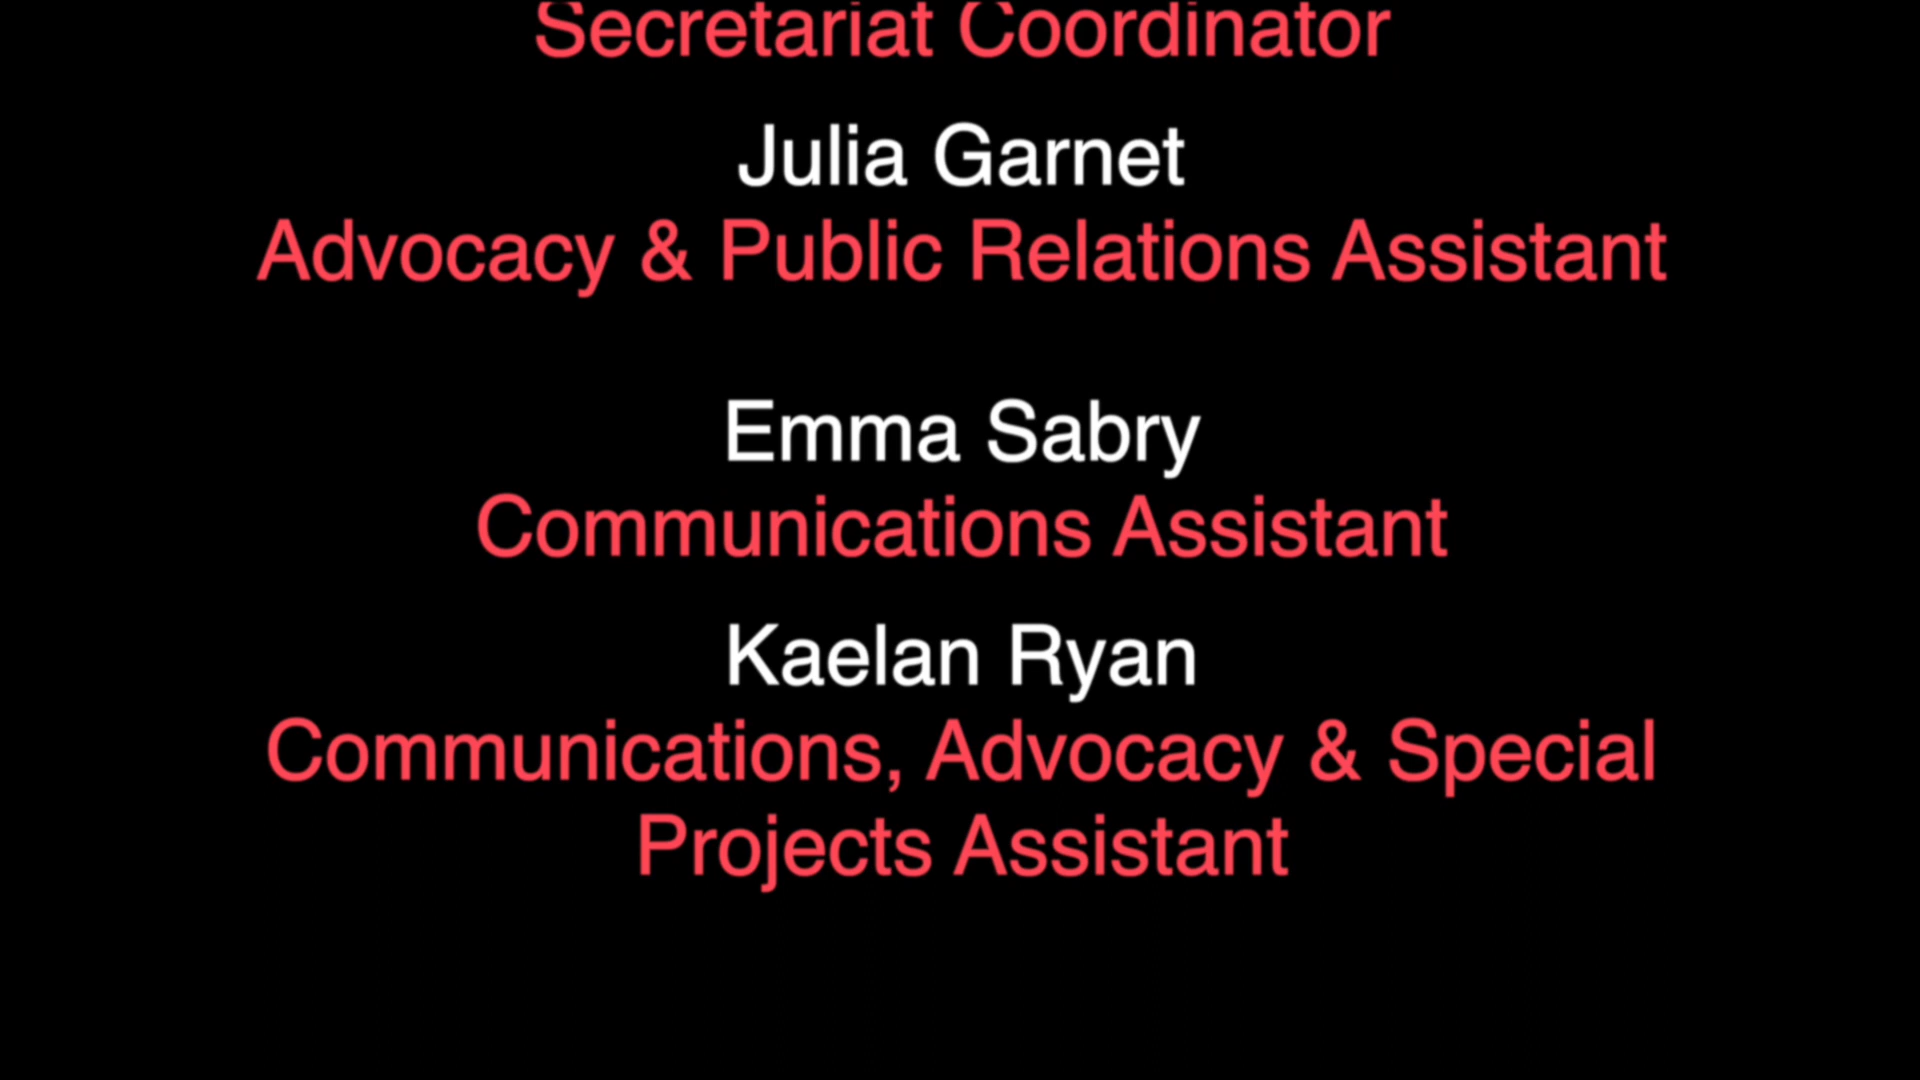 Secretariat Coordinator
Julia Garnet
Advocacy & Public Relations Assistant
Emma Sabry
Communications Assistant
Kaelan Ryan
Communications, Advocacy & Special
Projects Assistant